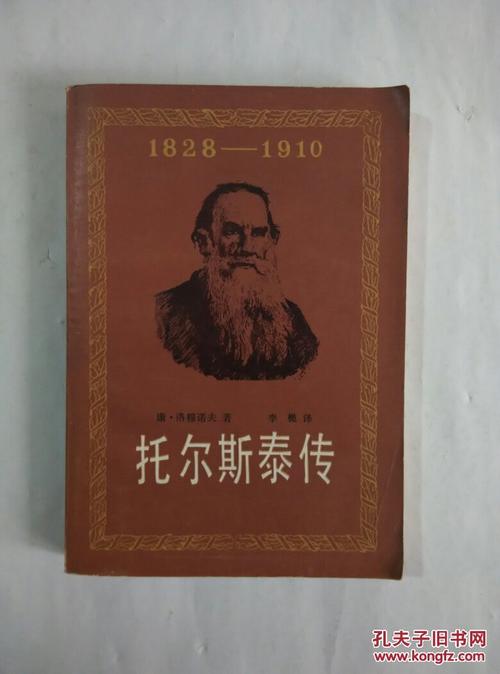 1828—1910
康·洛穆诺夫 著 李桅 译
托尔斯泰传
孔夫子旧书网
www.kongfz.com